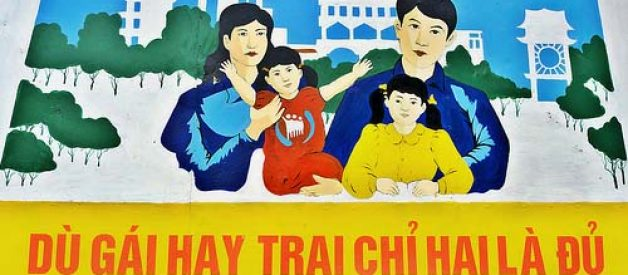 DÙ GÁI HAY TRAI CHỈ HAI LÀ ĐỦ